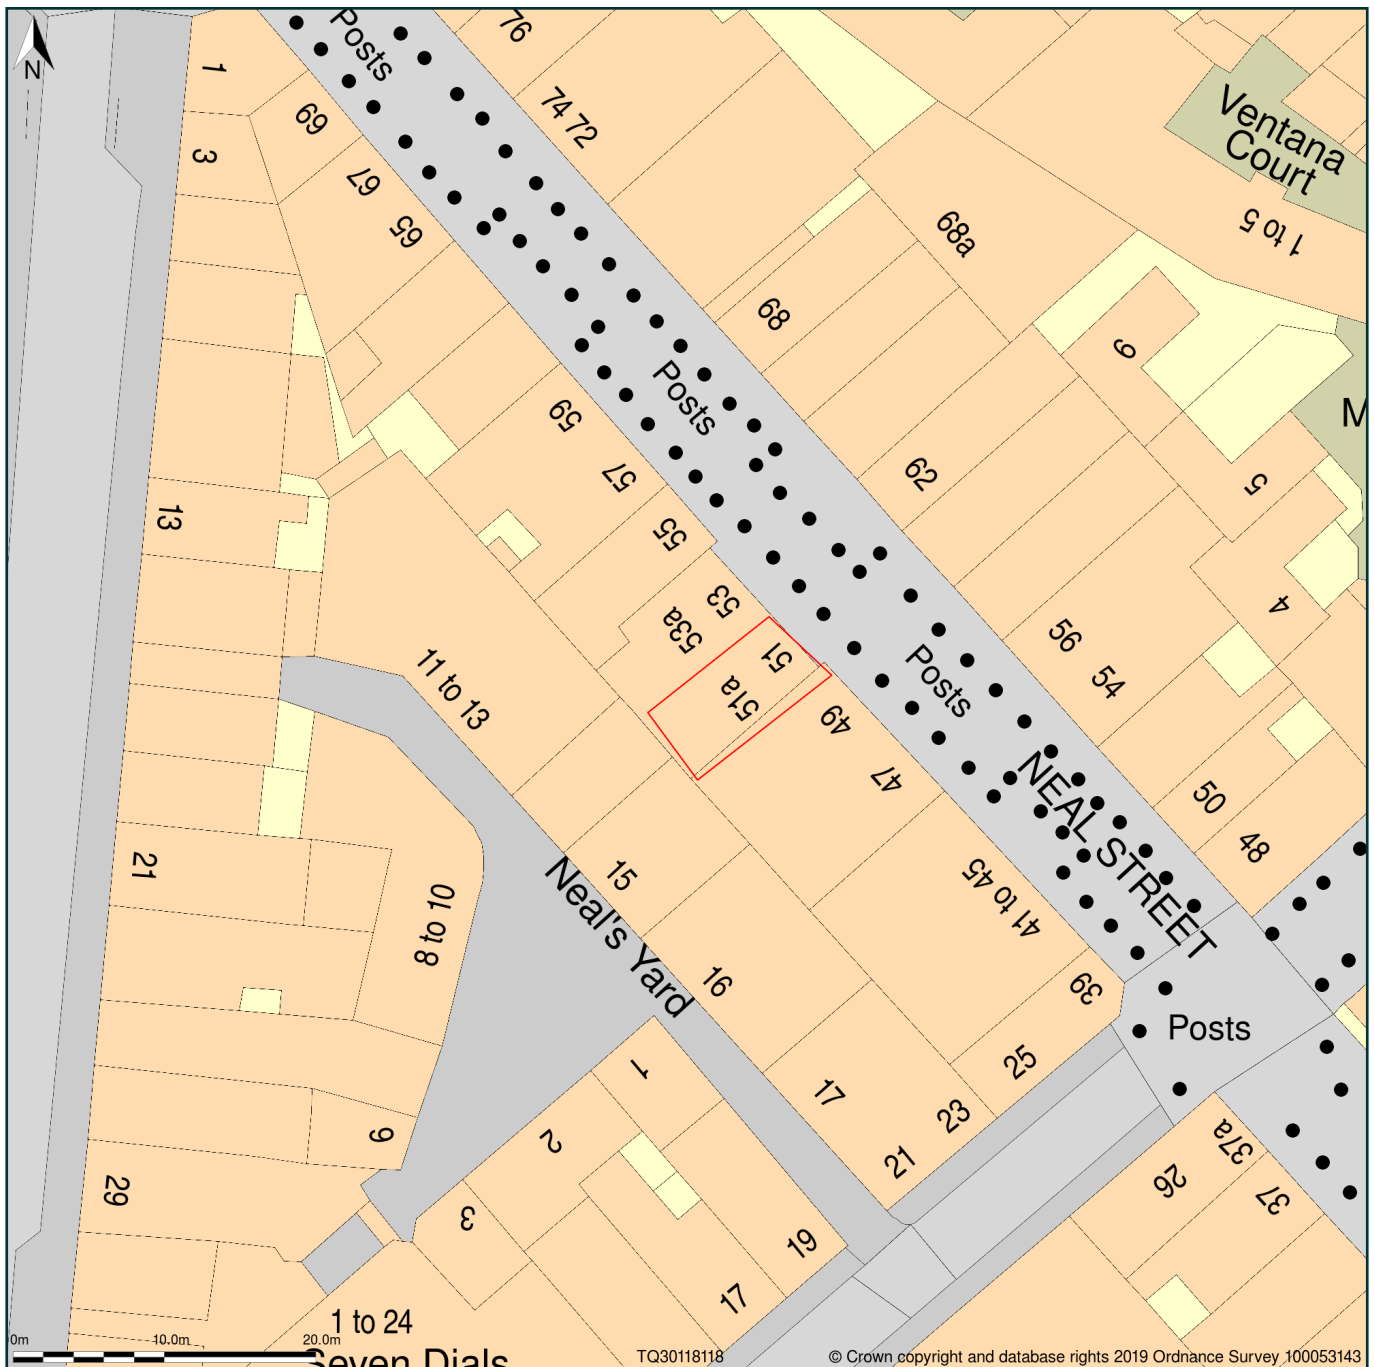 N
Posts
76
1
74 72
69
3
67
65
Ventana
Court
1 to 5
68a
68
6
Posts
59
M
57
62
5
13
55
53
53a
4
56
51
51a
Posts
54
11 to 13
49
47
NEAL STREET
50
48
21
15
Neal's Yard
41 to 45
8 to 10
16
39
Posts
25
1
17
23
9
2
21
37a
26
37
29
3
19
17
1 to 24
Seven Dials
0m
10.0m
20.0m
TQ30118118
© Crown copyright and database rights 2019 Ordnance Survey 100053143